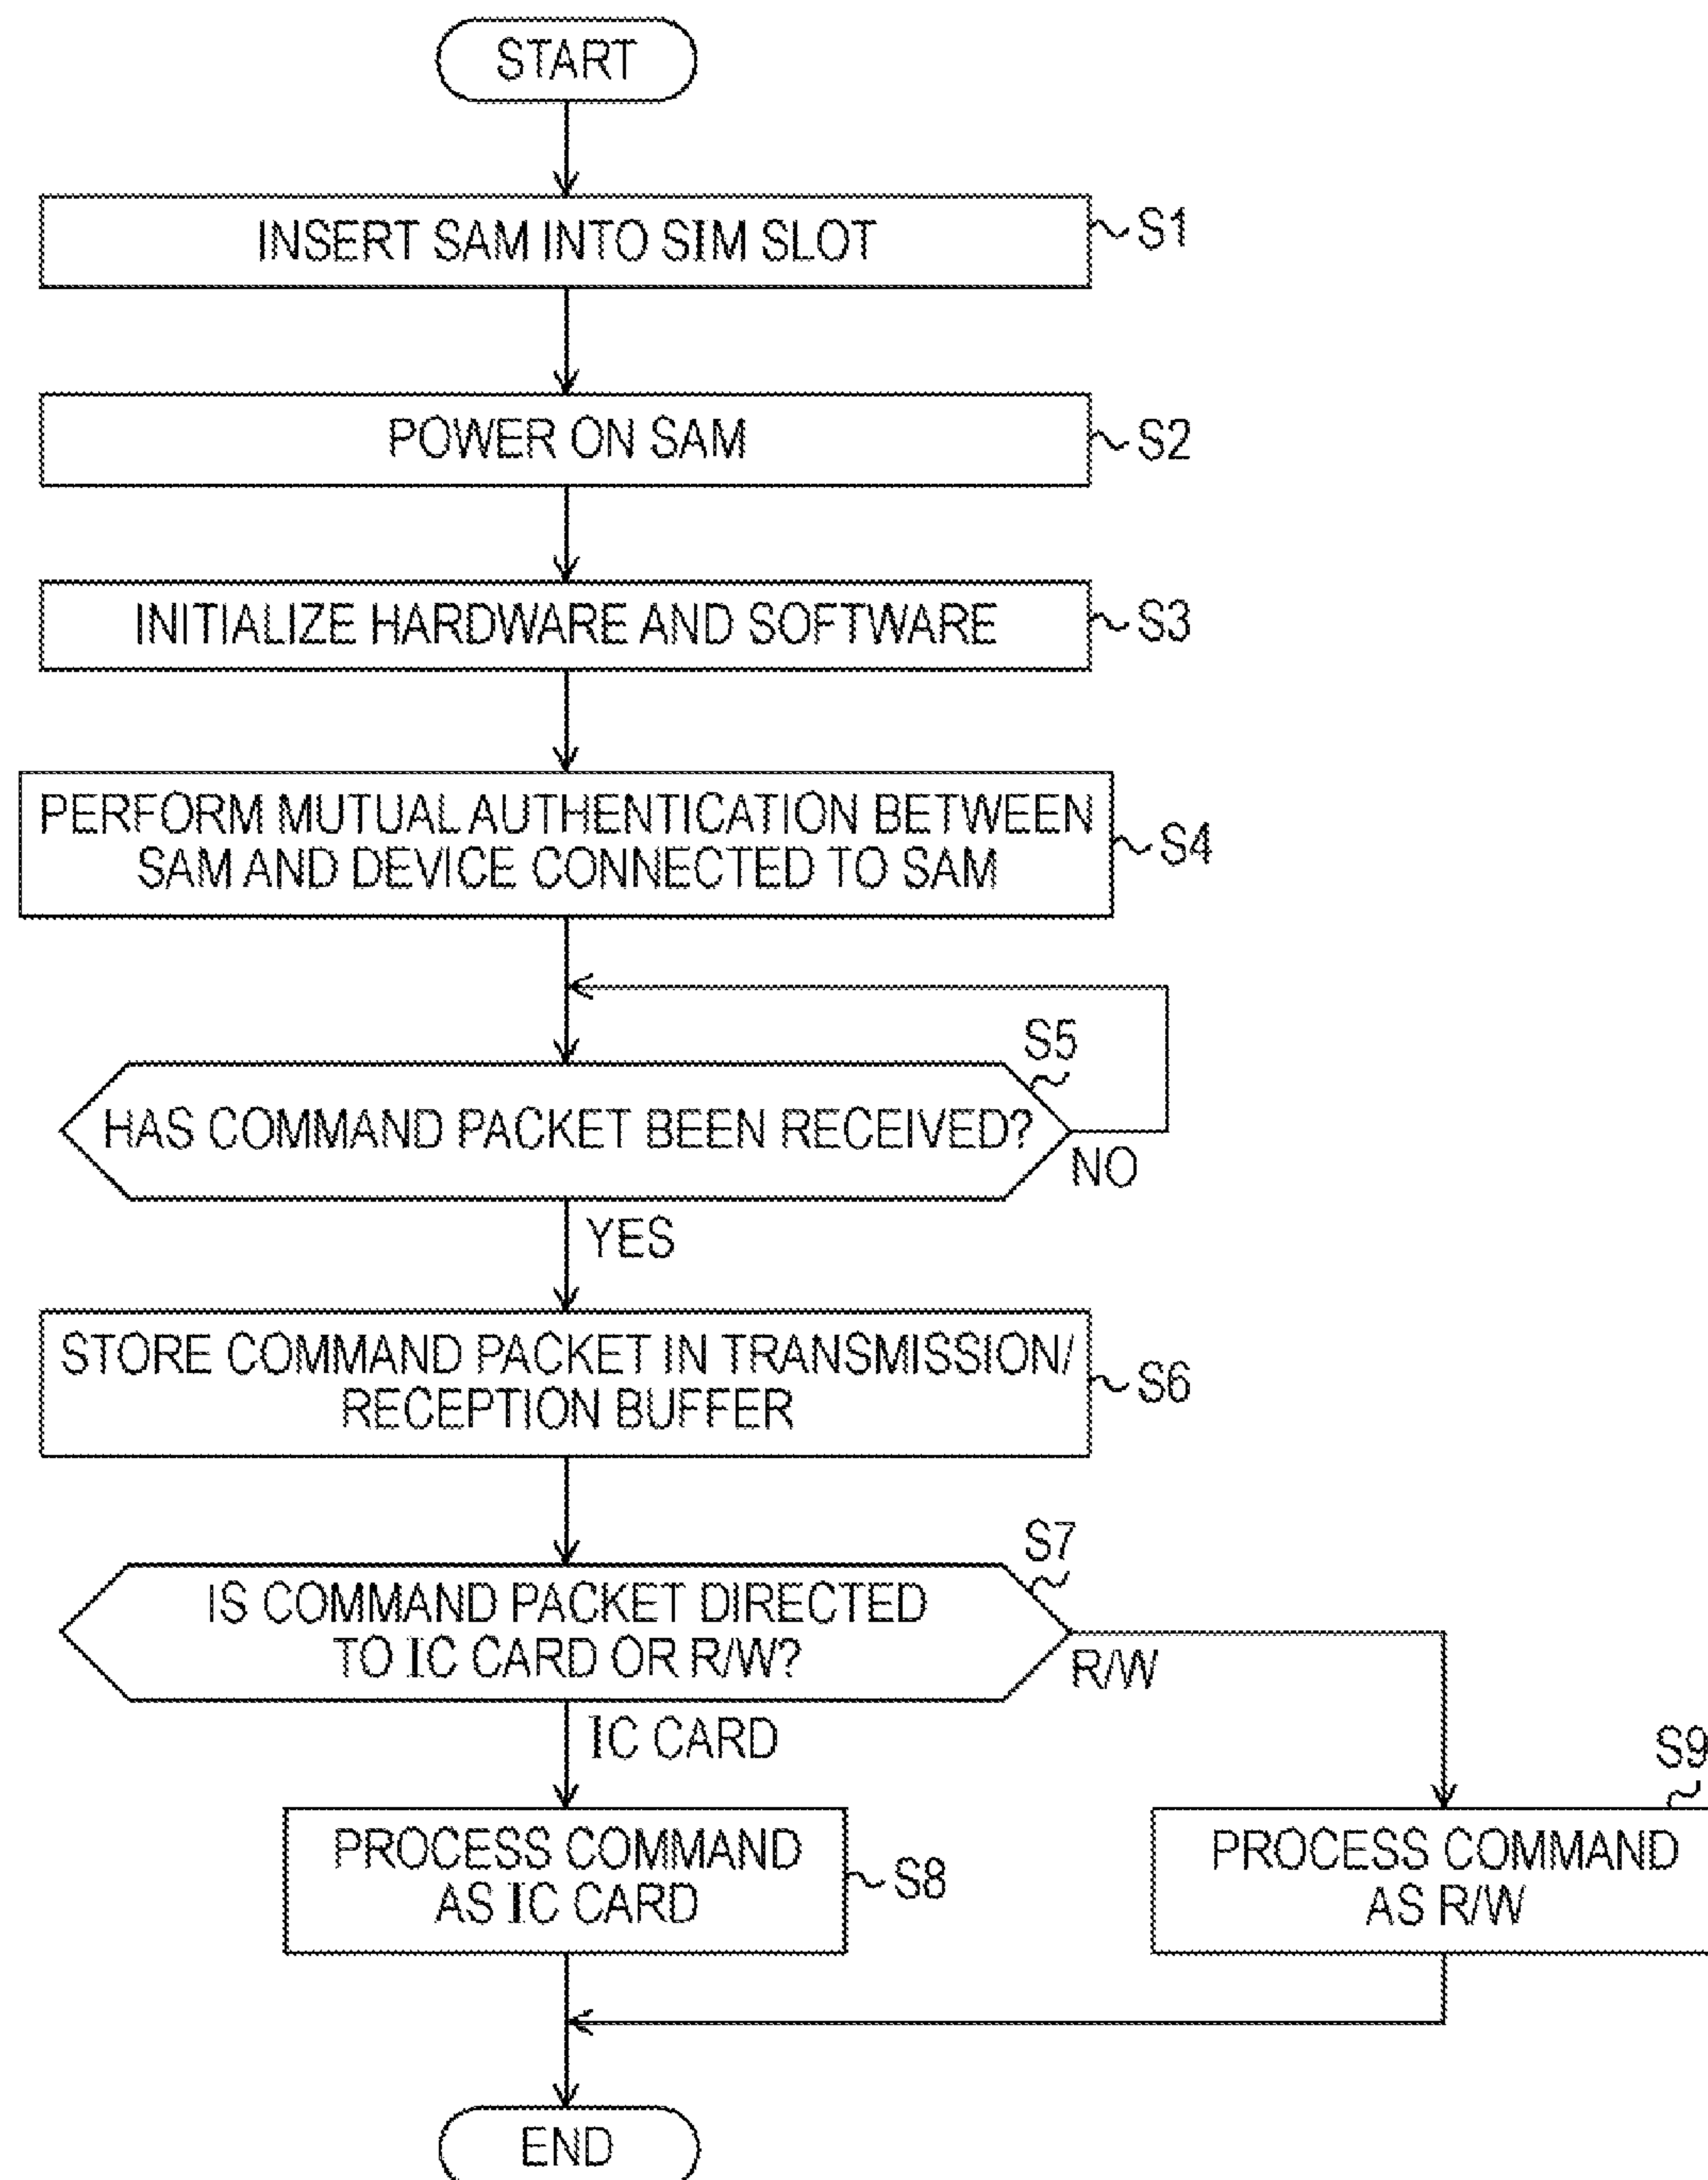 START
INSERT SAM INTO SIM SLOT
S1
POWER ON SAM
S2
INITIALIZE HARDWARE AND SOFTWARE
S3
PERFORM MUTUAL AUTHENTICATION BETWEEN
SAM AND DEVICE CONNECTED TO SAM
S4
S5
HAS COMMAND PACKET BEEN RECEIVED?
NO
YES
STORE COMMAND PACKET IN TRANSMISSION/
RECEPTION BUFFER
S6
S7
IS COMMAND PACKET DIRECTED
TO IC CARD OR R/W?
R/W
IC CARD
PROCESS COMMAND
AS IC CARD
S8
S9
PROCESS COMMAND
AS R/W
END